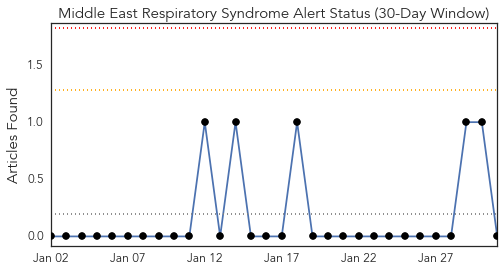 Middle East Respiratory Syndrome Alert Status (30-Day Window)
Articles Found
1.5
1.0
0.5
0.0
Jan 02 Jan 07 Jan 12 Jan 17 Jan 22 Jan 27